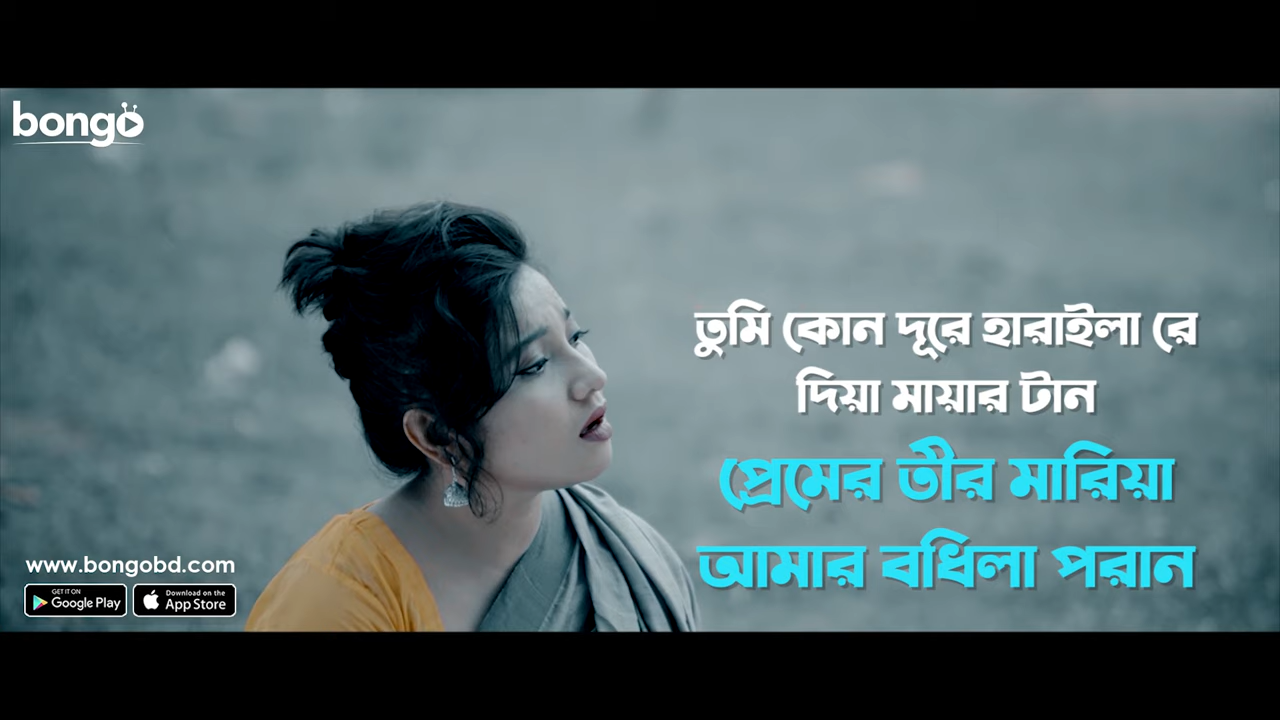 bongo
তুমি কোন দূরে হারাইলা রে
দিয়া মায়ার টান
প্রেমের তীর মারিয়া
আমার বধিলা পরান
www.bongobd.com
GET IT ON
Google Play
Download on the
App Store